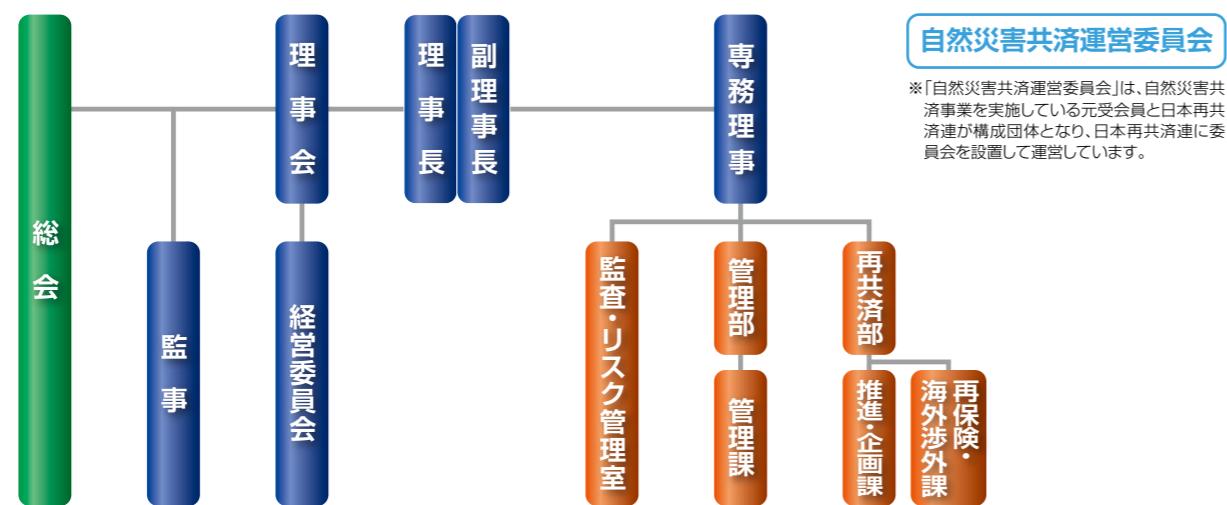 総会
監事
理事会
経営委員会
理事長
副理事長
専務理事
監査・リスク管理室
管理部
管理課
再共済部
推進・企画課
再保険・
海外渉外課
自然災害共済運営委員会
※「自然災害共済運営委員会」は、自然災害共
済事業を実施している元受会員と日本再共
済連が構成団体となり、日本再共済連に委
員会を設置して運営しています。